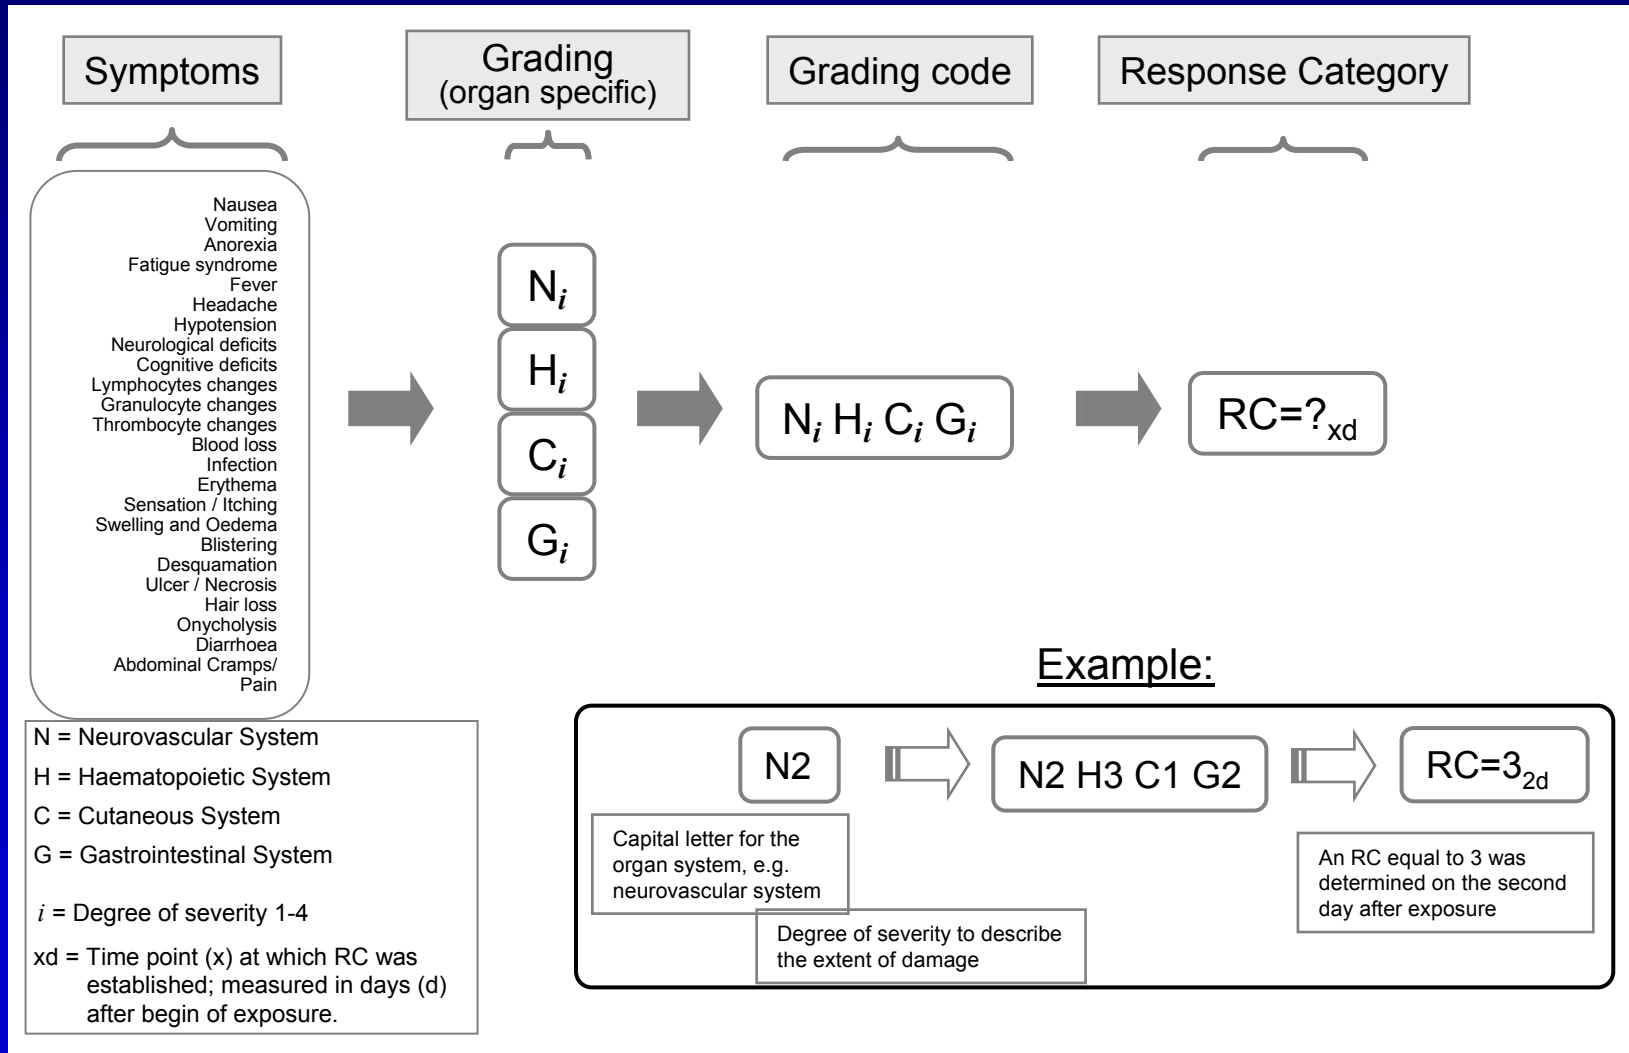 Symptoms
Grading
(organ specific)
Grading code
Response Category
Nausea
Vomiting
Anorexia
Fatigue syndrome
Fever
Headache
Hypotension
Neurological deficits
Cognitive deficits
Lymphocytes changes
Granulocyte changes
Thrombocyte changes
Blood loss
Infection
Erythema
Sensation / Itching
Swelling and Oedema
Blistering
Desquamation
Ulcer / Necrosis
Hair loss
Onycholysis
Diarrhoea
Abdominal Cramps/
Pain
Ni
Hi
Ci
Gi
Ni Hi Ci Gi
RC=?xd
N = Neurovascular System
H = Haematopoietic System
C = Cutaneous System
G = Gastrointestinal System
i = Degree of severity 1-4
xd = Time point (x) at which RC was
established; measured in days (d)
after begin of exposure.
Example:
N2
N2 H3 C1 G2
RC=32d
Capital letter for the
organ system, e.g.
neurovascular system
Degree of severity to describe
the extent of damage
An RC equal to 3 was
determined on the second
day after exposure